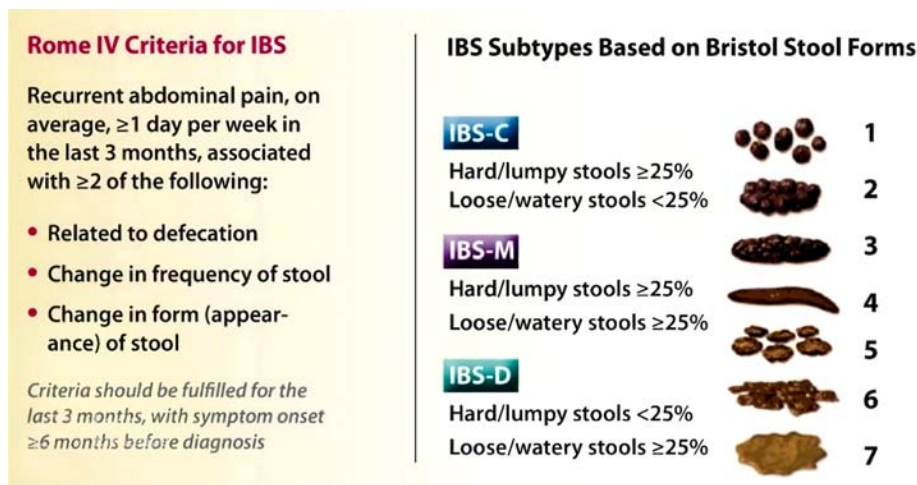 Rome IV Criteria for IBS
Recurrent abdominal pain, on
average, ≥1 day per week in
the last 3 months, associated
with ≥2 of the following:
• Related to defecation
• Change in frequency of stool
• Change in form (appear-
ance) of stool
Criteria should be fulfilled for the
last 3 months, with symptom onset
≥6 months before diagnosis
IBS Subtypes Based on Bristol Stool Forms
IBS-C
Hard/lumpy stools ≥25%
Loose/watery stools <25%
IBS-M
Hard/lumpy stools ≥25%
Loose/watery stools ≥25%
IBS-D
Hard/lumpy stools <25%
Loose/watery stools ≥25%
1
2
3
4
5
6
7